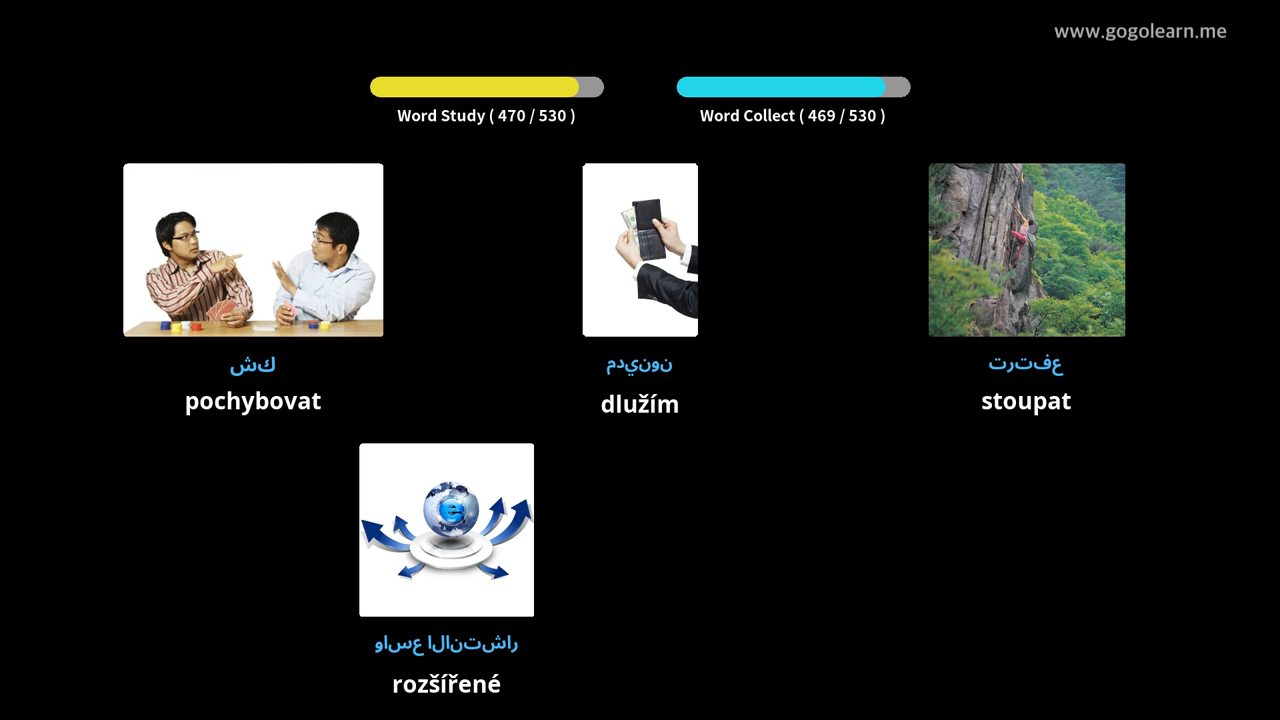 www.gogolearn.me
Word Study ( 470 / 530 )
Word Collect ( 469 / 530 )
شك
pochybovat
مدينون
dlužím
ترتفع
stoupat
واسع الانتشار
rozšířené